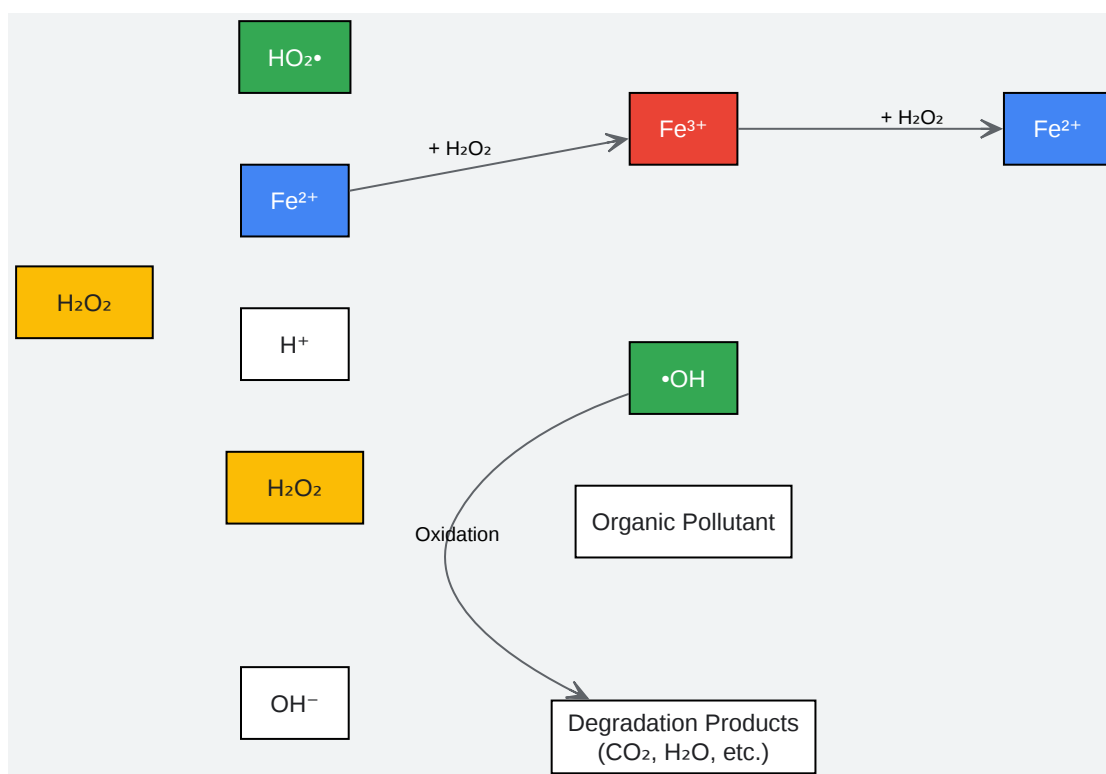 HO₂•
Fe³⁺
+ H₂O₂
Fe²⁺
+ H₂O₂
Fe²⁺
H₂O₂
H⁺
•OH
H₂O₂
Organic Pollutant
Oxidation
OH⁻
Degradation Products
(CO₂, H₂O, etc.)